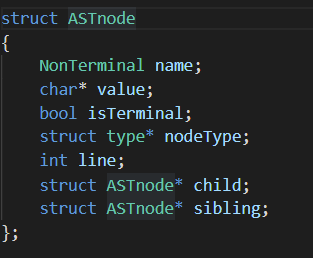 struct ASTnode
{
    NonTerminal name;
    char* value;
    bool isTerminal;
    struct type* nodeType;
    int line;
    struct ASTnode* child;
    struct ASTnode* sibling;
};